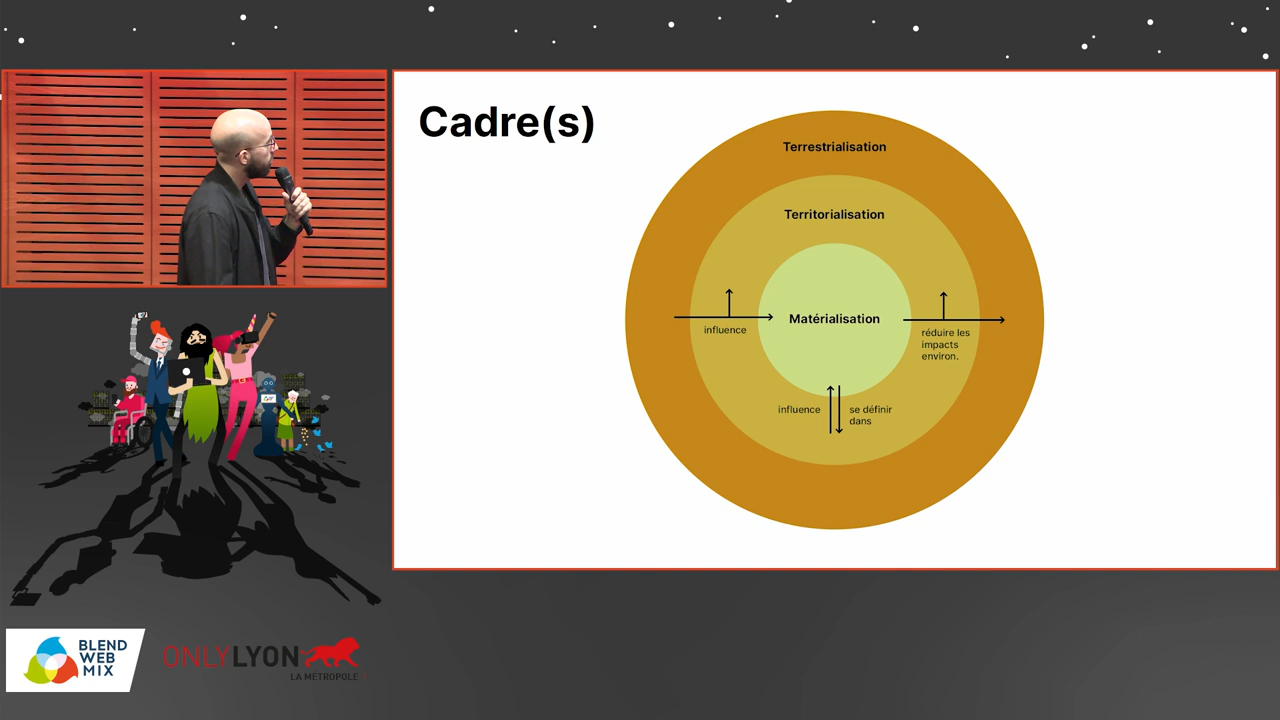 Cadre(s)
Terrestrialisation
Territorialisation
Matérialisation
influence
réduire les
impacts
environ.
influence
se définir
dans
BLEND
WEB
MIX
ONLYLYON
LA MÉTROPOLE